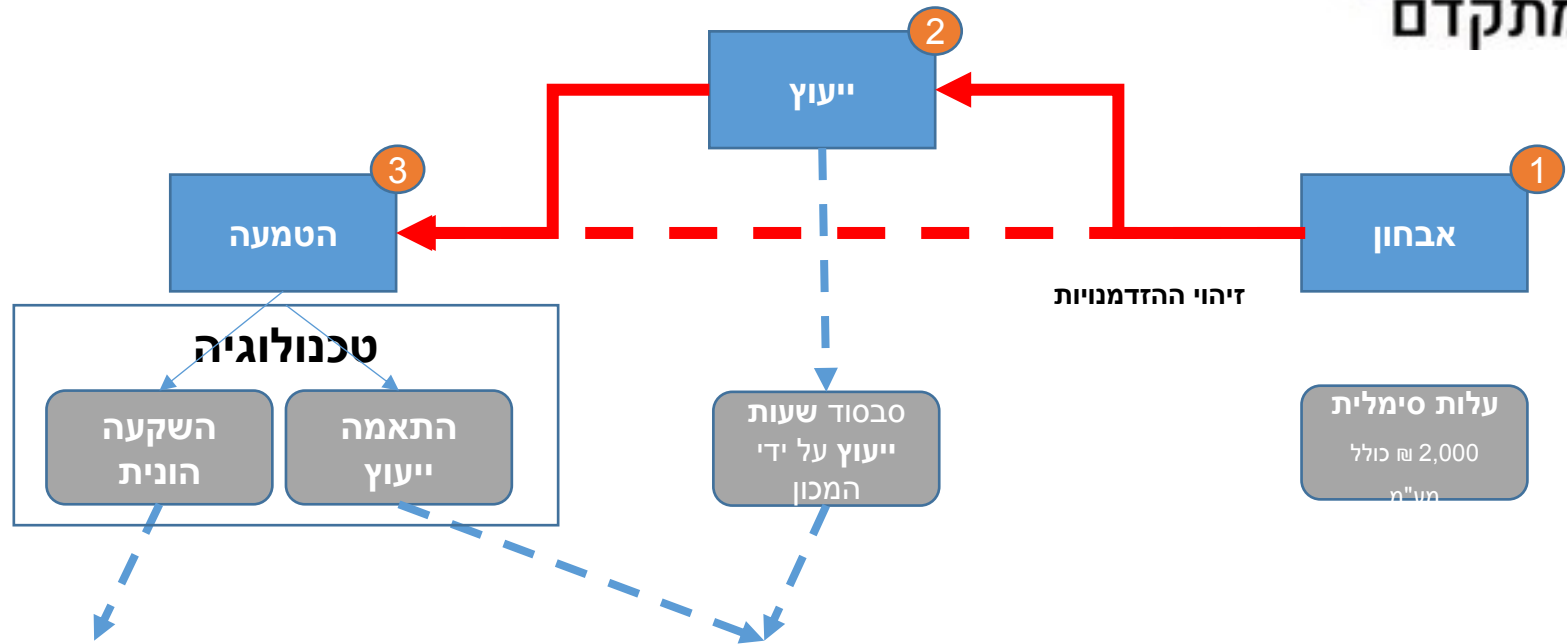 מתקדם
2
ייעוץ
3
הטמעה
1
אבחון
זיהוי ההזדמנויות
טכנולוגיה
השקעה
הונית
התאמה
ייעוץ
סבסוד שעות
ייעוץ על ידי
המכון
עלות סימלית
2,000 ₪ כולל
מע"מ